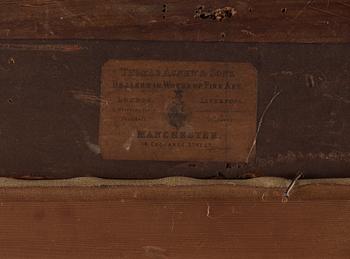 THOMAS AGNEW & SONS
DEALERS IN WORKS OF FINE ART
LONDON. LIVERPOOL
MANCHESTER
14 EXCHANGE STREET